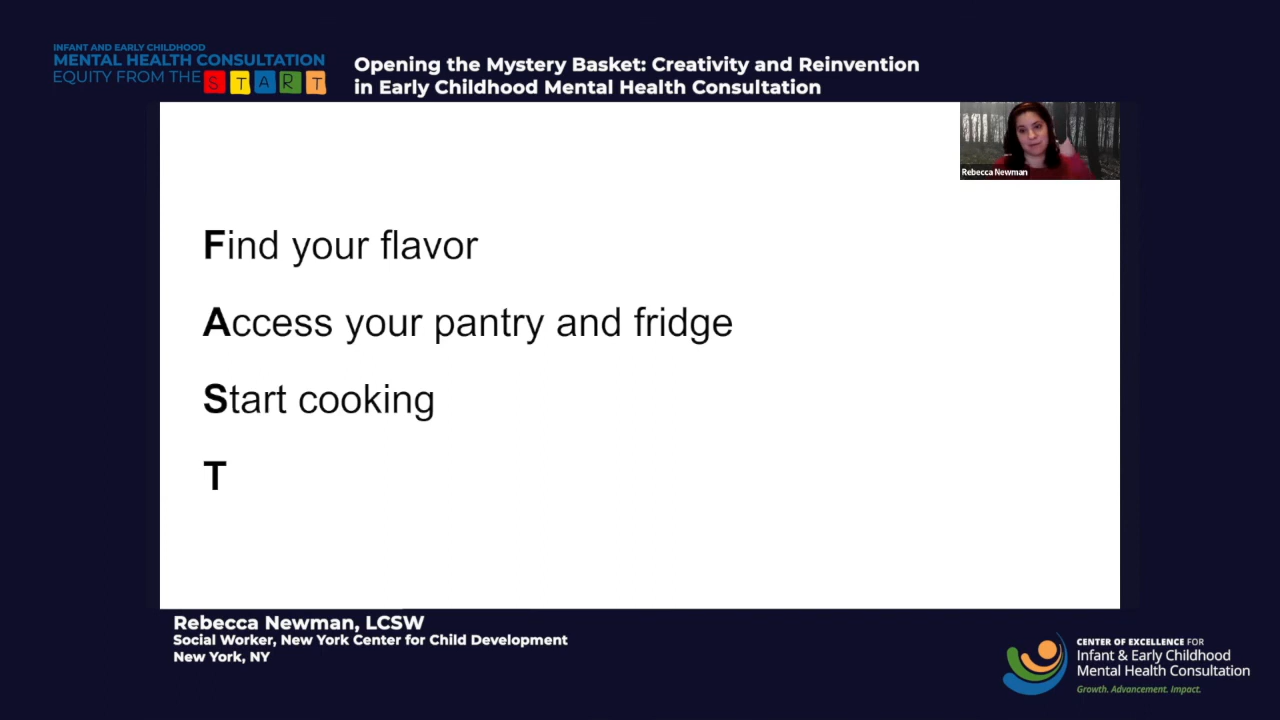 INFANT AND EARLY CHILDHOOD
MENTAL HEALTH CONSULTATION
EQUITY FROM THE START
Opening the Mystery Basket: Creativity and Reinvention
in Early Childhood Mental Health Consultation
Rebecca Newman
Find your flavor
Access your pantry and fridge
Start cooking
T
Rebecca Newman, LCSW
Social Worker, New York Center for Child Development
New York, NY
CENTER OF EXCELLENCE FOR
Infant & Early Childhood
Mental Health Consultation
Growth. Advancement. Impact.